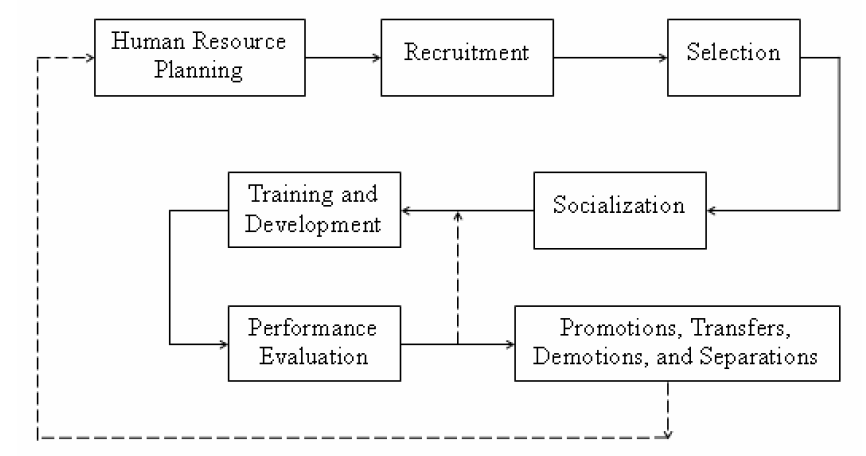 Human Resource
Planning
Recruitment
Selection
Training and
Development
Socialization
Performance
Evaluation
Promotions, Transfers,
Demotions, and Separations